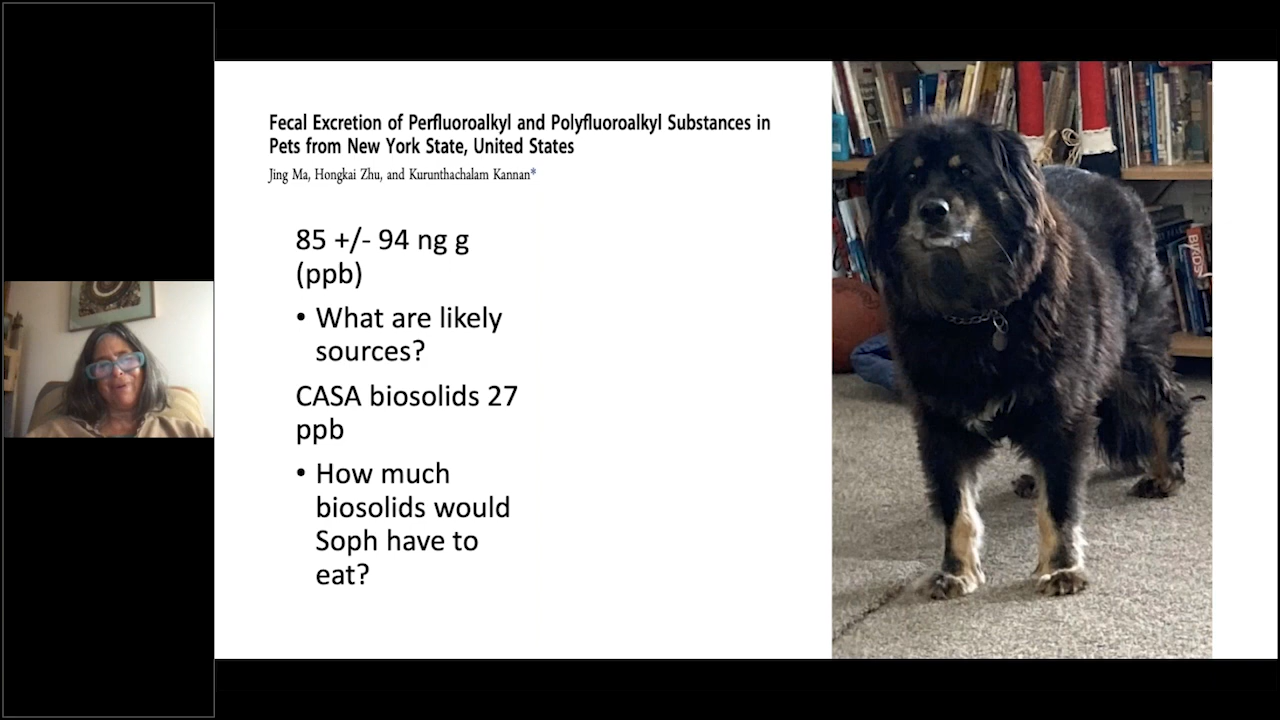 Fecal Excretion of Perfluoroalkyl and Polyfluoroalkyl Substances in
Pets from New York State, United States
Jing Ma, Hongkai Zhu, and Kurunthachalam Kannan*
85 +/- 94 ng g
(ppb)
• What are likely
sources?
CASA biosolids 27
ppb
• How much
biosolids would
Soph have to
eat?
BIRDS